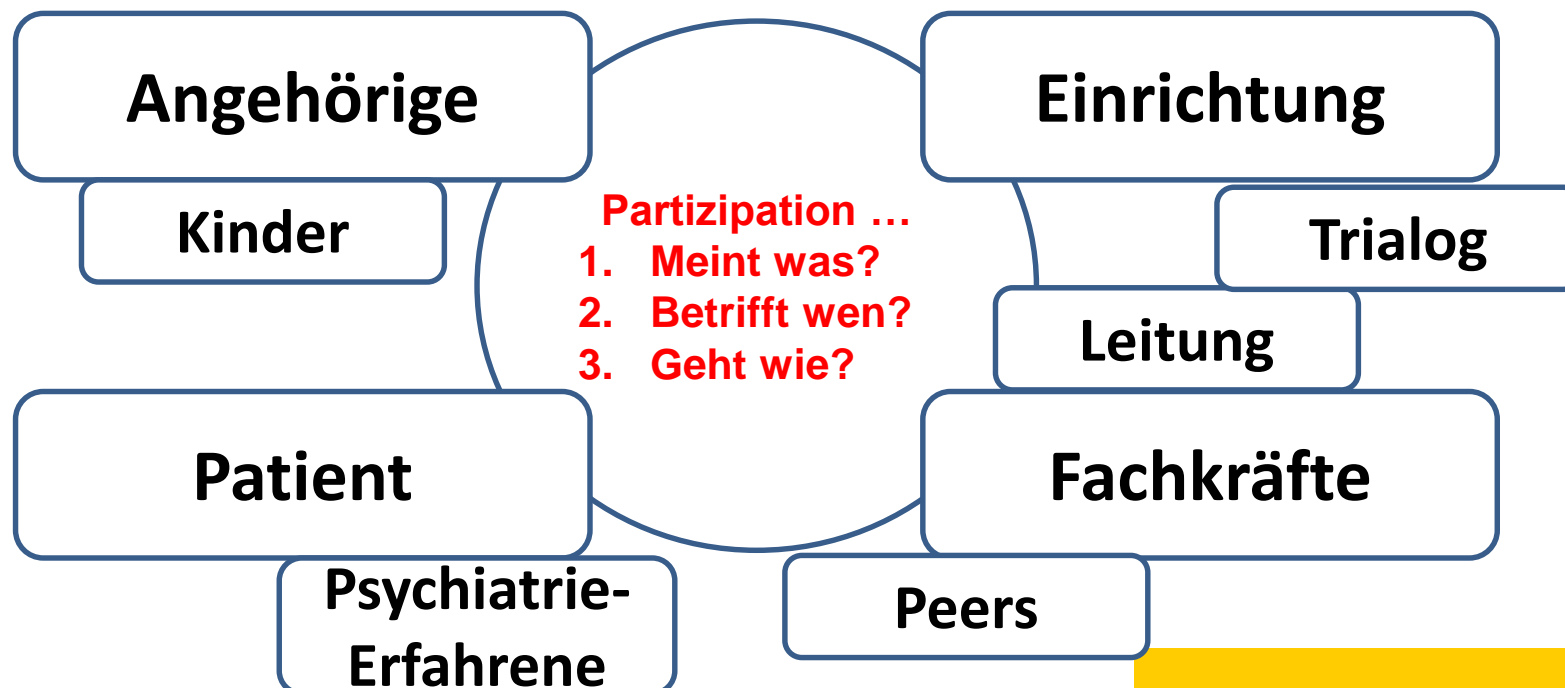 Angehörige
Einrichtung
Kinder
Partizipation …
1. Meint was?
2. Betrifft wen?
3. Geht wie?
Trialog
Leitung
Patient
Fachkräfte
Psychiatrie-
Erfahrene
Peers